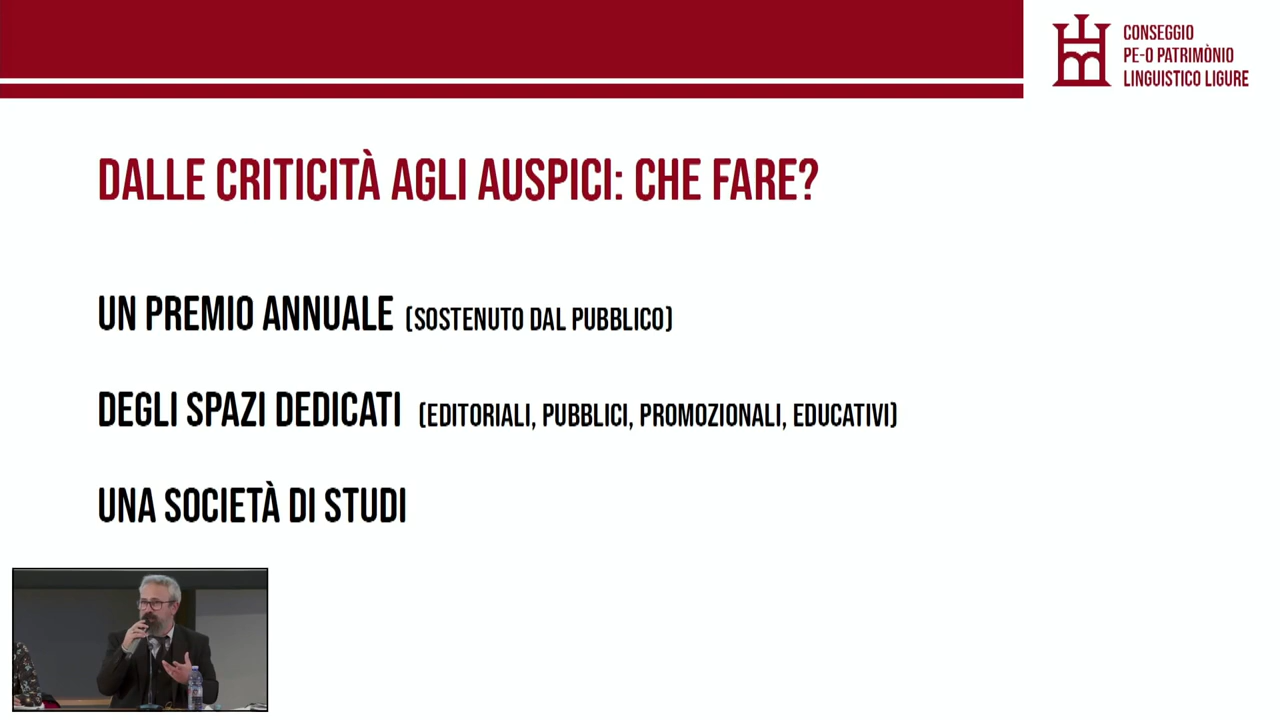 CONSEGGIO
PE-O PATRIMÒNIO
LINGUISTICO LIGURE
DALLE CRITICITÀ AGLI AUSPICI: CHE FARE?
UN PREMIO ANNUALE (SOSTENUTO DAL PUBBLICO)
DEGLI SPAZI DEDICATI (EDITORIALI, PUBBLICI, PROMOZIONALI, EDUCATIVI)
UNA SOCIETÀ DI STUDI